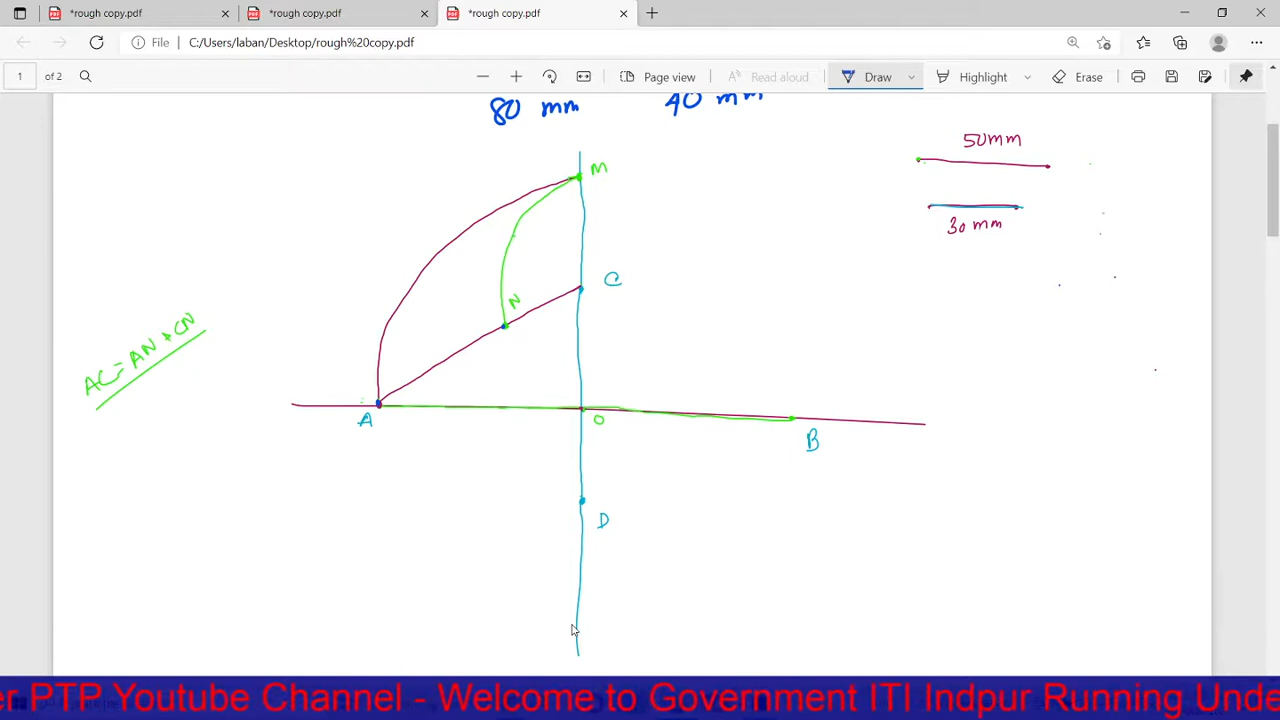 *rough copy.pdf
*rough copy.pdf
*rough copy.pdf
File C:/Users/laban/Desktop/rough%20copy.pdf
1 of 2 Page view Read aloud Draw Highlight Erase
80 mm 40 mm
50mm
M
30 mm
C
N
AC= AN + CN
A
O
B
D
er PTP Youtube Channel - Welcome to Government ITI Indpur Running Unde